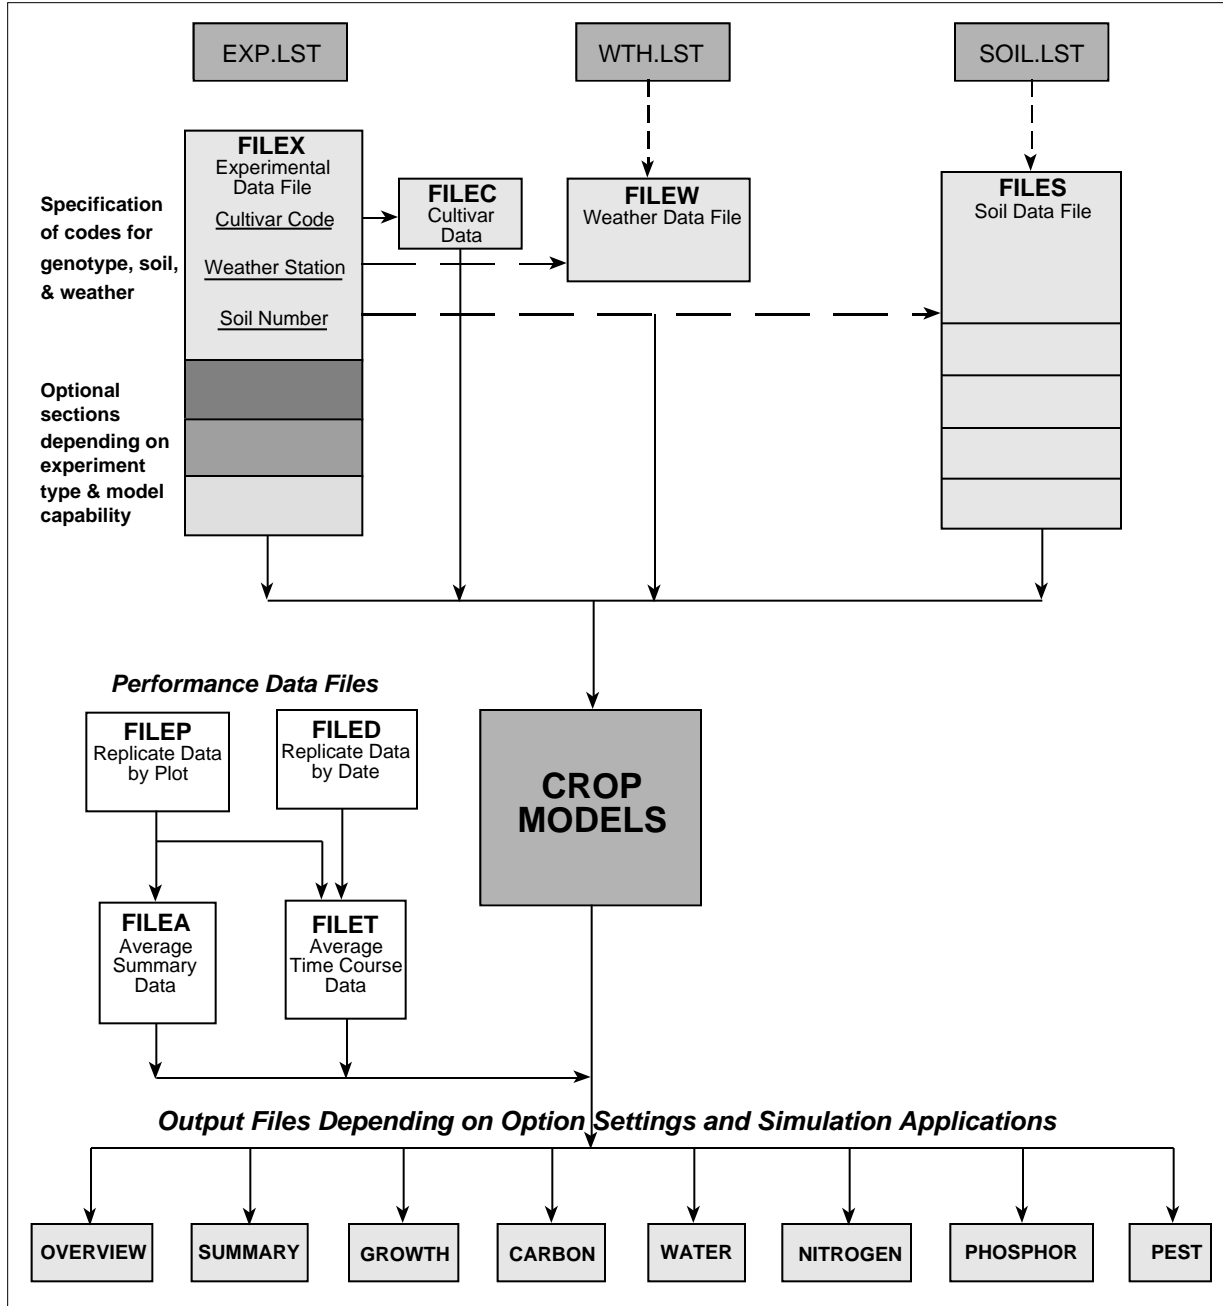 EXP.LST
WTH.LST
SOIL.LST
FILEX
Experimental
Data File
Cultivar Code
Weather Station
Soil Number
FILEC
Cultivar
Data
FILEW
Weather Data File
FILES
Soil Data File
Specification
of codes for
genotype, soil,
& weather
Optional
sections
depending on
experiment
type & model
capability
Performance Data Files
FILEP
Replicate Data
by Plot
FILED
Replicate Data
by Date
CROP
MODELS
FILEA
Average
Summary
Data
FILET
Average
Time Course
Data
Output Files Depending on Option Settings and Simulation Applications
OVERVIEW
SUMMARY
GROWTH
CARBON
WATER
NITROGEN
PHOSPHOR
PEST